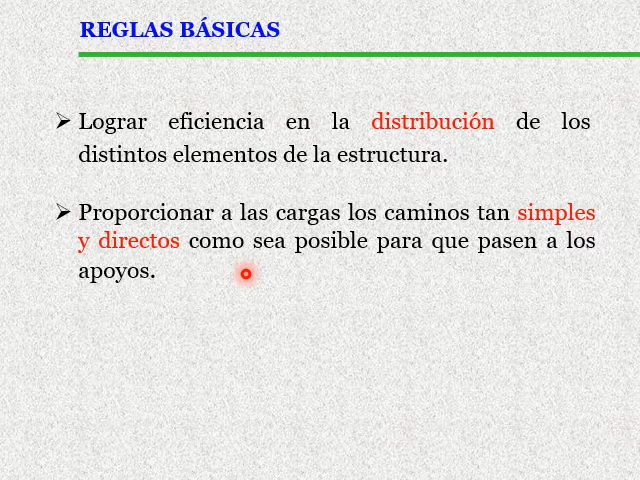 REGLAS BÁSICAS
Lograr eficiencia en la distribución de los
distintos elementos de la estructura.
Proporcionar a las cargas los caminos tan simples
y directos como sea posible para que pasen a los
apoyos.